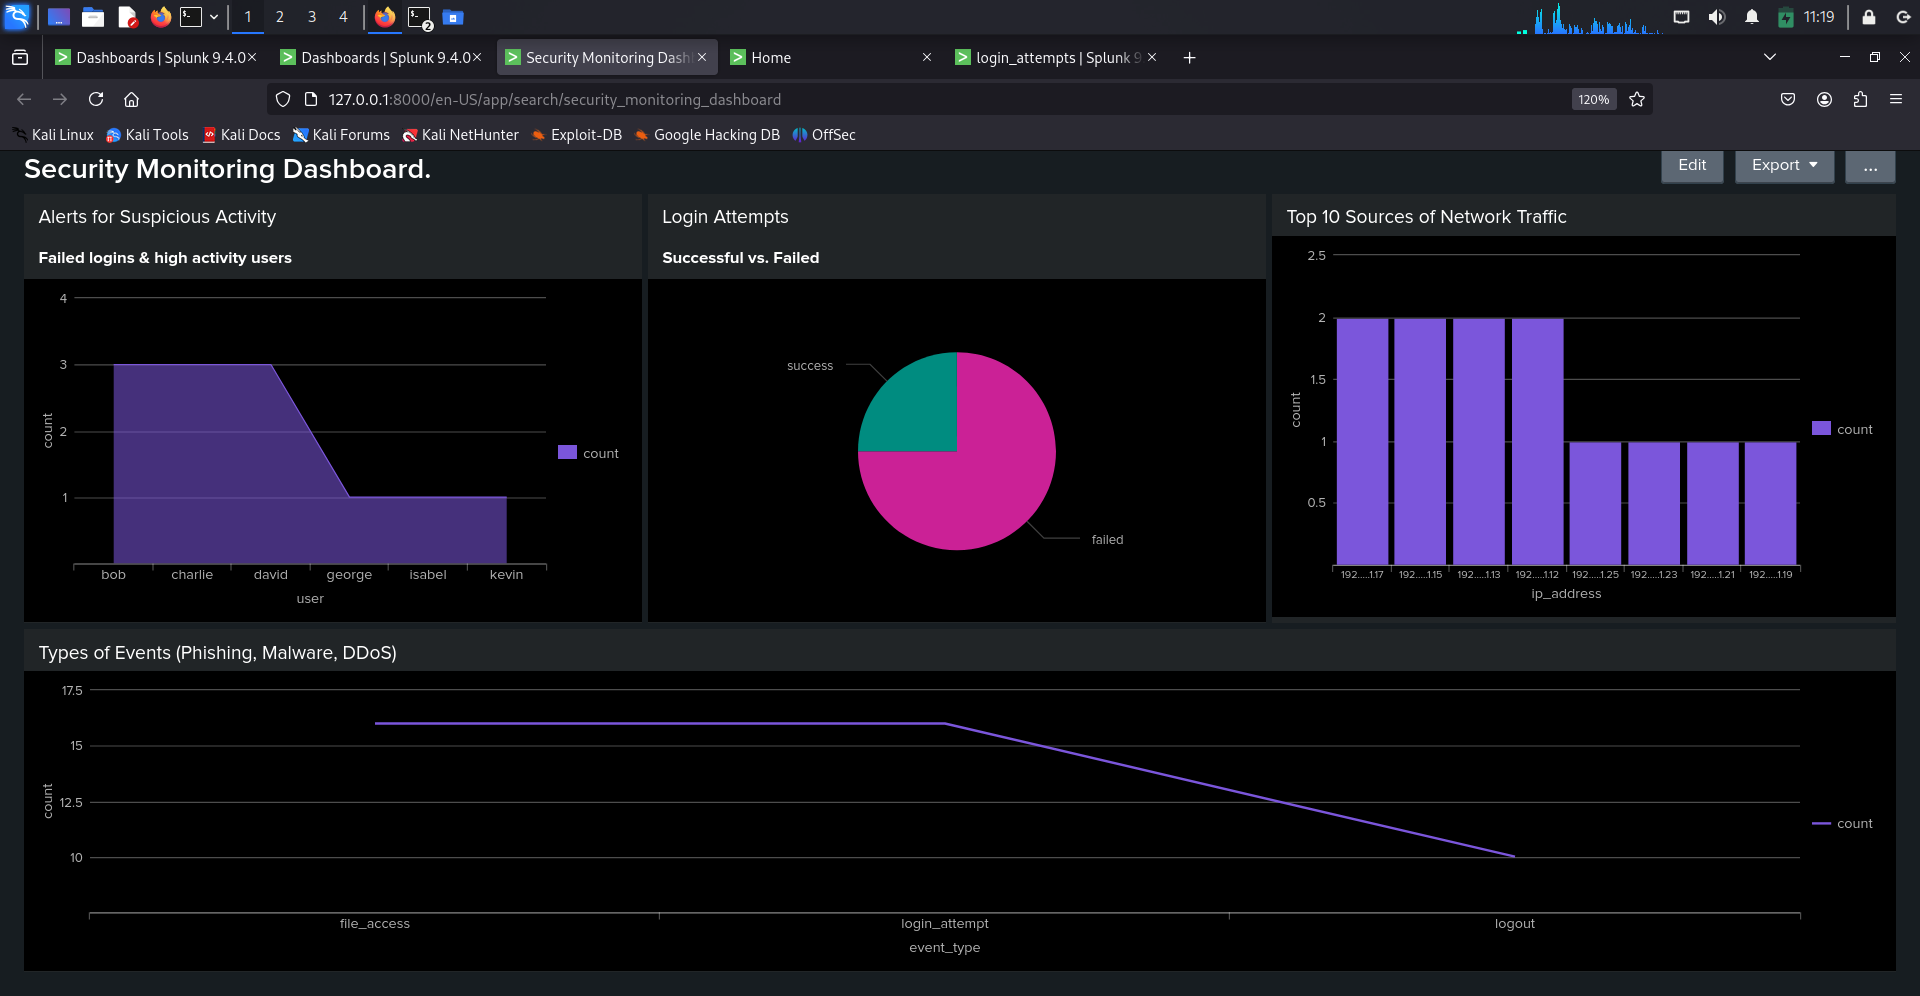 1 2 3 4 2 11:19
Dashboards | Splunk 9.4.0 Dashboards | Splunk 9.4.0 Security Monitoring Dash Home login_attempts | Splunk 9
127.0.0.1:8000/en-US/app/search/security_monitoring_dashboard 120%
Kali Linux Kali Tools Kali Docs Kali Forums Kali NetHunter Exploit-DB Google Hacking DB OffSec
Security Monitoring Dashboard.
Edit Export ...
Alerts for Suspicious Activity
Failed logins & high activity users
4
3
2
1
count
bob charlie david george isabel kevin
user
count
Login Attempts
Successful vs. Failed
success
failed
Top 10 Sources of Network Traffic
2.5
2
1.5
1
0.5
count
192.....1.17 192.....1.15 192.....1.13 192.....1.12 192.....1.25 192.....1.23 192.....1.21 192.....1.19
ip_address
count
Types of Events (Phishing, Malware, DDoS)
17.5
15
12.5
10
count
file_access login_attempt logout
event_type
count